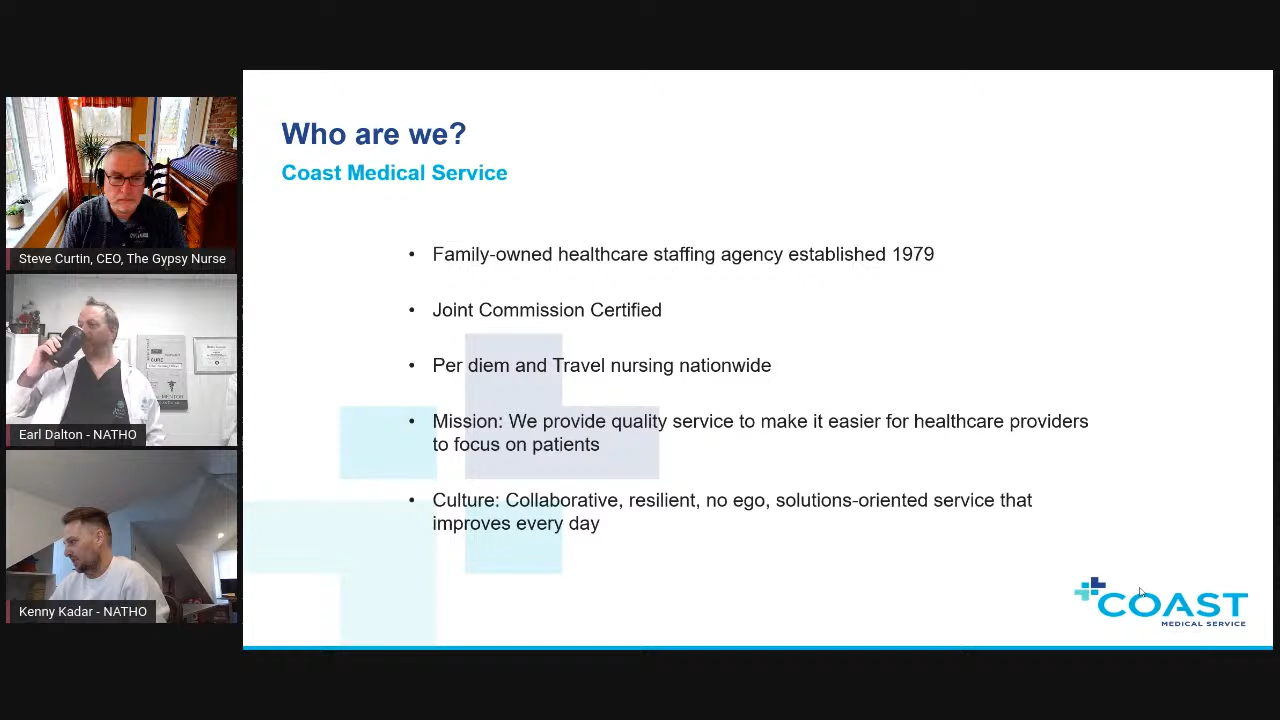 Who are we?
Coast Medical Service
• Family-owned healthcare staffing agency established 1979
• Joint Commission Certified
• Per diem and Travel nursing nationwide
• Mission: We provide quality service to make it easier for healthcare providers
to focus on patients
• Culture: Collaborative, resilient, no ego, solutions-oriented service that
improves every day
COAST
MEDICAL SERVICE
Steve Curtin, CEO, The Gypsy Nurse
Earl Dalton - NATHO
Kenny Kadar - NATHO